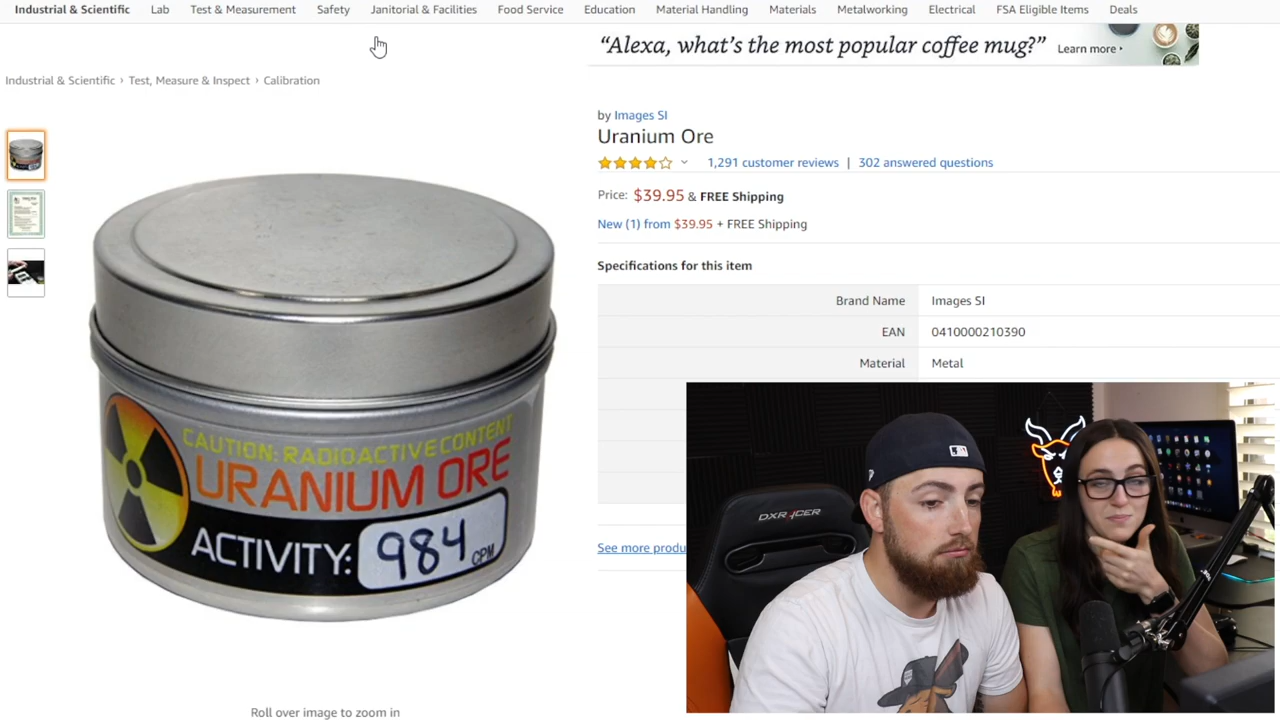 Industrial & Scientific Lab Test & Measurement Safety Janitorial & Facilities Food Service Education Material Handling Materials Metalworking Electrical FSA Eligible Items Deals
“Alexa, what’s the most popular coffee mug?” Learn more ▸
Industrial & Scientific › Test, Measure & Inspect › Calibration
by Images SI
Uranium Ore
1,291 customer reviews | 302 answered questions
Price: $39.95 & FREE Shipping
New (1) from $39.95 + FREE Shipping
Specifications for this item
Brand Name Images SI
EAN 0410000210390
Material Metal
See more produ
CAUTION: RADIOACTIVE CONTENT
URANIUM ORE
ACTIVITY: 984 CPM
Roll over image to zoom in
DXRACER